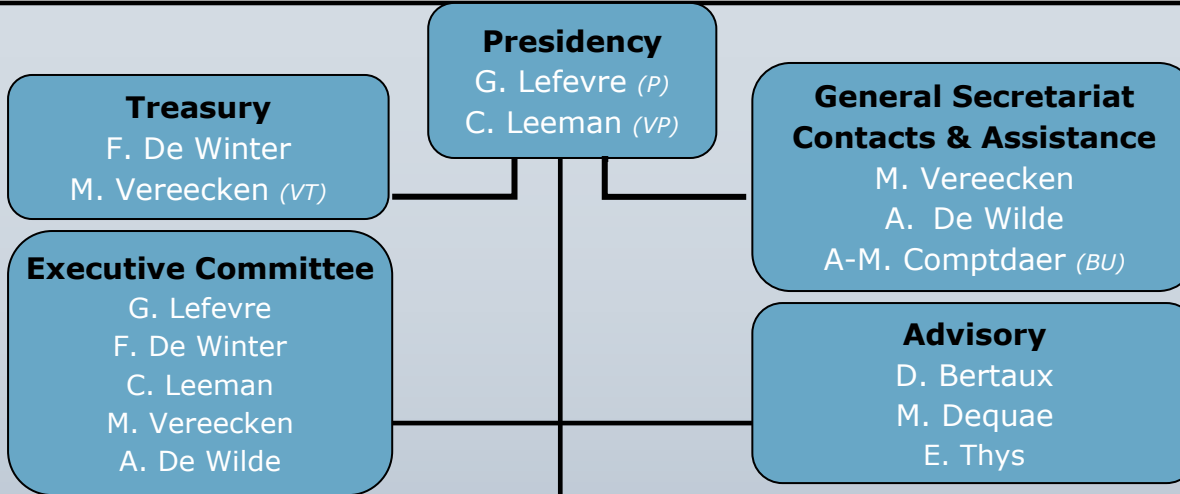 Presidency
G. Lefevre (P)
C. Leeman (VP)
Treasury
F. De Winter
M. Vereecken (VT)
General Secretariat
Contacts & Assistance
M. Vereecken
A. De Wilde
A-M. Comptdaer (BU)
Executive Committee
G. Lefevre
F. De Winter
C. Leeman
M. Vereecken
A. De Wilde
Advisory
D. Bertaux
M. Dequae
E. Thys